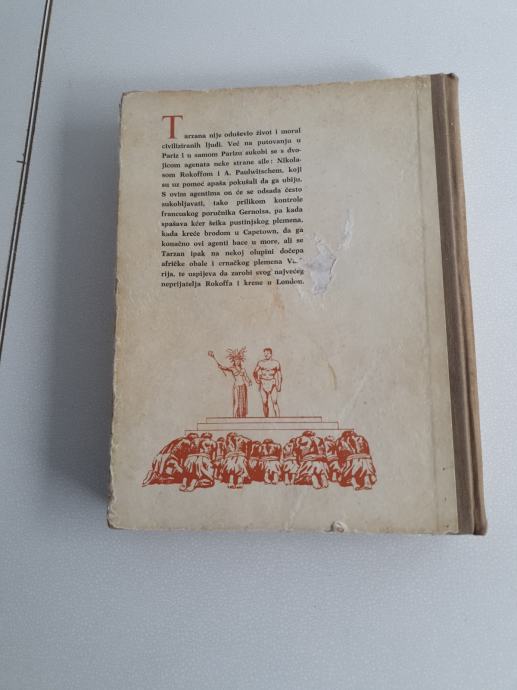 Tarzana nije oduševio život i moral
civiliziranih ljudi. Već na putovanju u
Pariz i u samom Parizu sukobi se s dvo-
jicom agenata neke strane sile: Nikola-
som Rokoffom i A. Paulwitschem, koji
su uz pomoć apaša pokušali da ga ubiju.
S ovim agentima on će se odsada često
sukobljavati, tako prilikom kontrole
francuskog poručnika Gernoisa, pa kada
spašava kćer šeika pustinjskog plemena,
kada kreće brodom u Capetown, da ga
konačno ovi agenti bace u more, ali se
Tarzan ipak na nekoj olupini dočepa
afričke obale i crnačkog plemena
rija, te uspijeva da zarobi svog najvećeg
neprijatelja Rokoffa i krene u London.